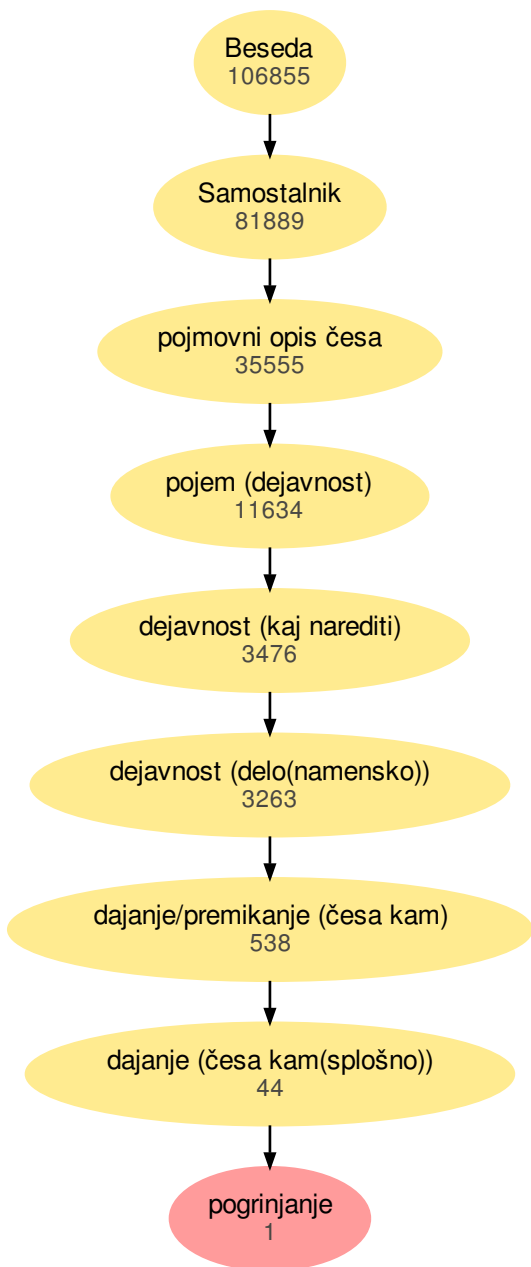 Beseda
106855
Samostalnik
81889
pojmovni opis česa
35555
pojem (dejavnost)
11634
dejavnost (kaj narediti)
3476
dejavnost (delo(namensko))
3263
dajanje/premikanje (česa kam)
538
dajanje (česa kam(splošno))
44
pogrinjanje
1